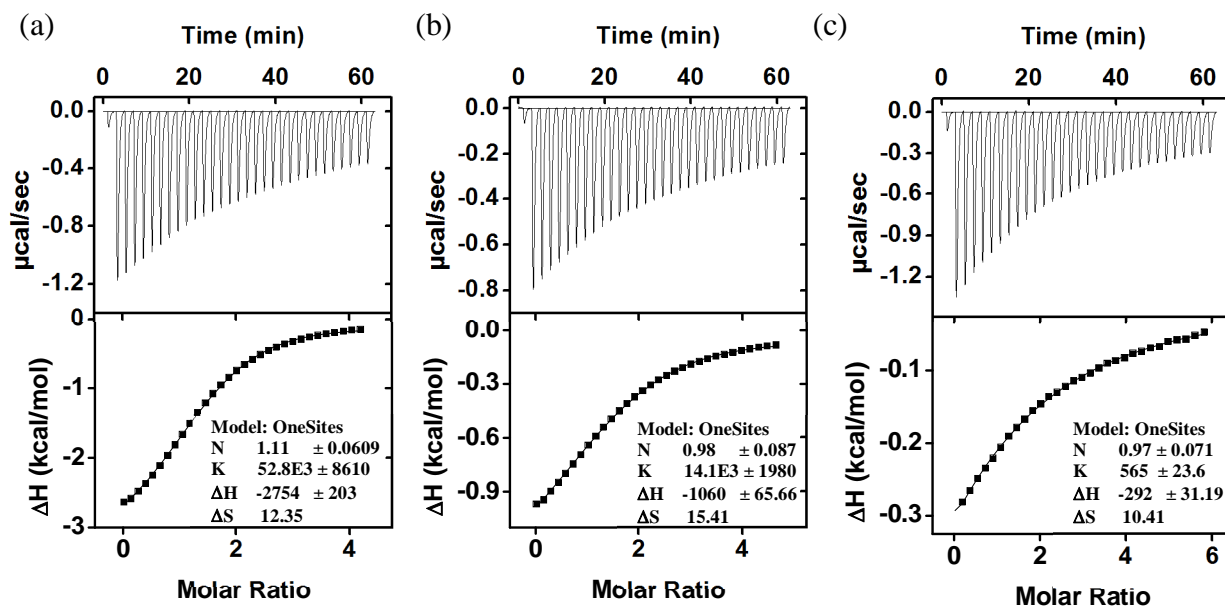 (a)
Time (min)
0 20 40 60
0.0
-0.4
-0.8
-1.2
µcal/sec
0
-1
-2
-3
ΔH (kcal/mol)
Model: OneSites
N 1.11 ± 0.0609
K 52.8E3 ± 8610
ΔH -2754 ± 203
ΔS 12.35
0 2 4
Molar Ratio
(b)
Time (min)
0 20 40 60
0.0
-0.2
-0.4
-0.6
-0.8
µcal/sec
0.0
-0.3
-0.6
-0.9
ΔH (kcal/mol)
Model: OneSites
N 0.98 ± 0.087
K 14.1E3 ± 1980
ΔH -1060 ± 65.66
ΔS 15.41
0 2 4
Molar Ratio
(c)
Time (min)
0 20 40 60
0.0
-0.3
-0.6
-0.9
-1.2
µcal/sec
-0.1
-0.2
-0.3
ΔH (kcal/mol)
Model: OneSites
N 0.97 ± 0.071
K 565 ± 23.6
ΔH -292 ± 31.19
ΔS 10.41
0 2 4 6
Molar Ratio